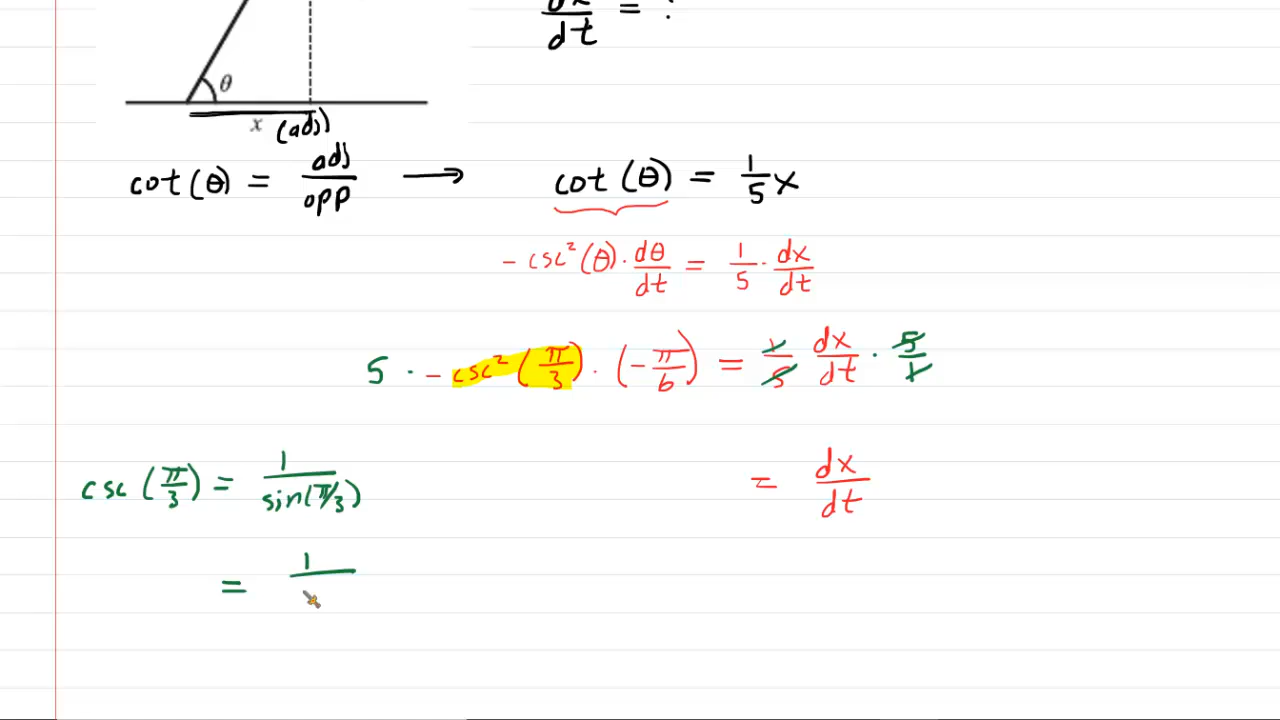 dx/dt = ?
θ
x (adj)
cot(θ) = adj/opp → cot(θ) = 1/5 x
- csc²(θ) · dθ/dt = 1/5 · dx/dt
5 · - csc²(π/3) · (-π/6) = 1/5 dx/dt · 5/1
csc(π/3) = 1/sin(π/3) = dx/dt
= 1/